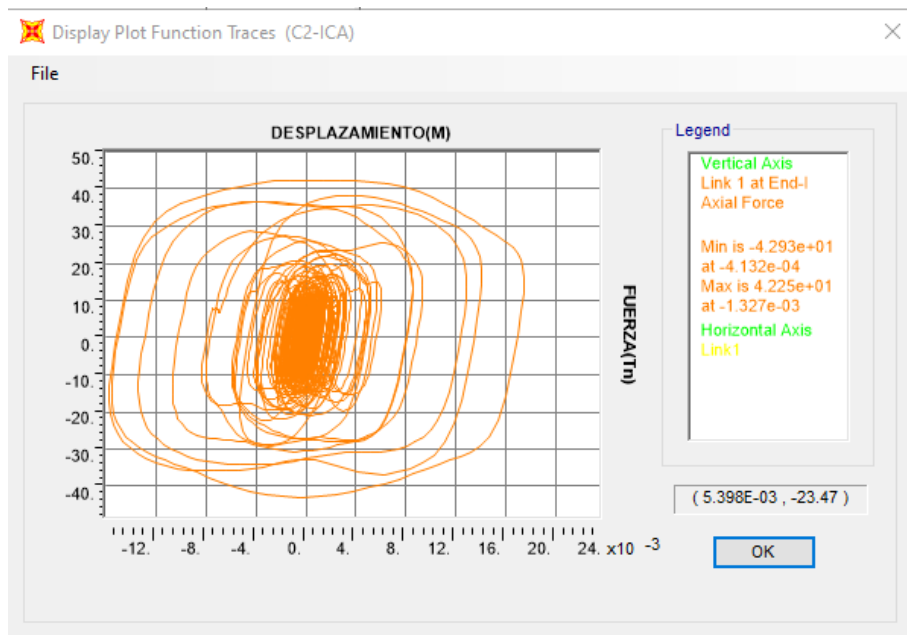 Display Plot Function Traces (C2-ICA)
File
DESPLAZAMIENTO(M)
50.
40.
30.
20.
10.
0.
-10.
-20.
-30.
-40.
-12. -8. -4. 0. 4. 8. 12. 16. 20. 24. x10 -3
FUERZA(Tn)
Legend
Vertical Axis
Link 1 at End-I
Axial Force
Min is -4.293e+01
at -4.132e-04
Max is 4.225e+01
at -1.327e-03
Horizontal Axis
Link1
( 5.398E-03 , -23.47 )
OK